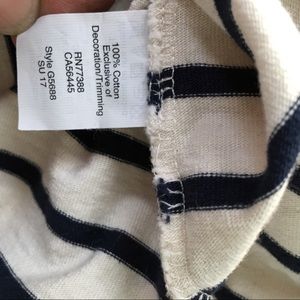 100% Cotton
Exclusive of
Decoration/Trimming
RN77388
CA56445
Style G5688
SU 17